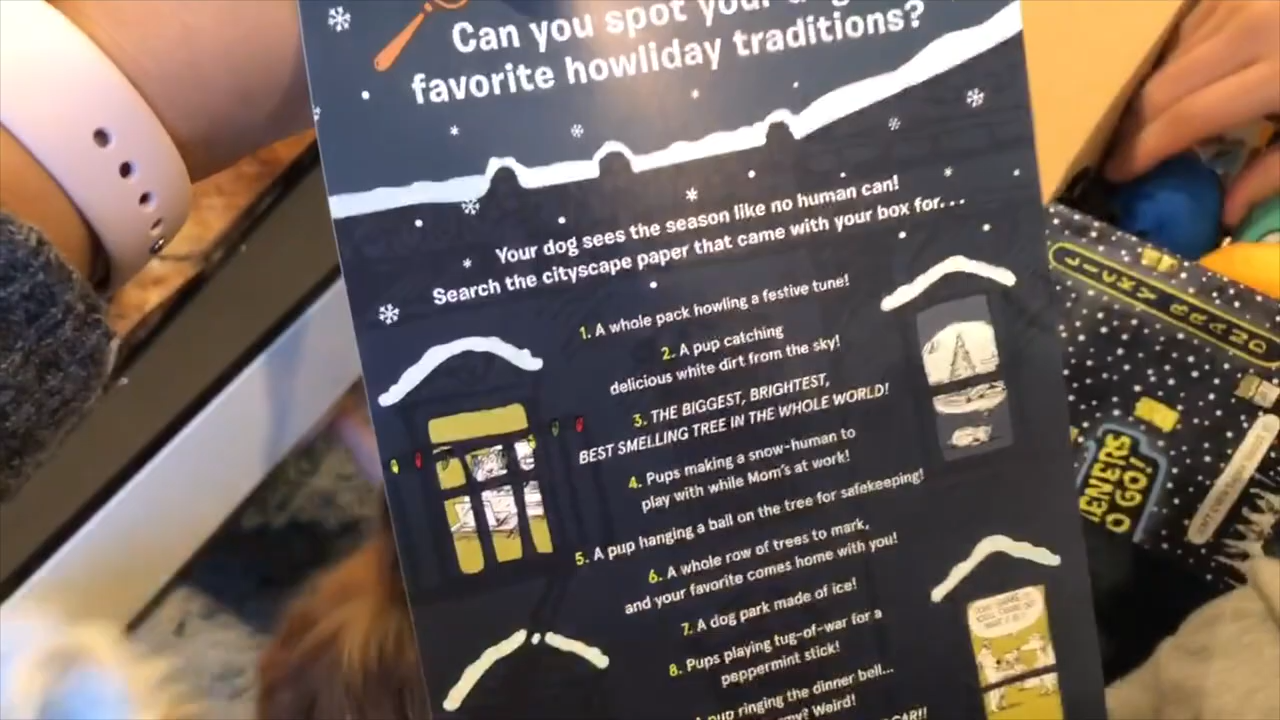 Can you spot your
favorite howliday traditions?
Your dog sees the season like no human can!
Search the cityscape paper that came with your box for...
1. A whole pack howling a festive tune!
2. A pup catching
delicious white dirt from the sky!
3. THE BIGGEST, BRIGHTEST,
BEST SMELLING TREE IN THE WHOLE WORLD!
4. Pups making a snow-human to
play with while Mom's at work!
5. A pup hanging a ball on the tree for safekeeping!
6. A whole row of trees to mark,
and your favorite comes home with you!
7. A dog park made of ice!
8. Pups playing tug-of-war for a
peppermint stick!
pup ringing the dinner bell...
Weird!
LICKY BRAND
IENERS
O GO!